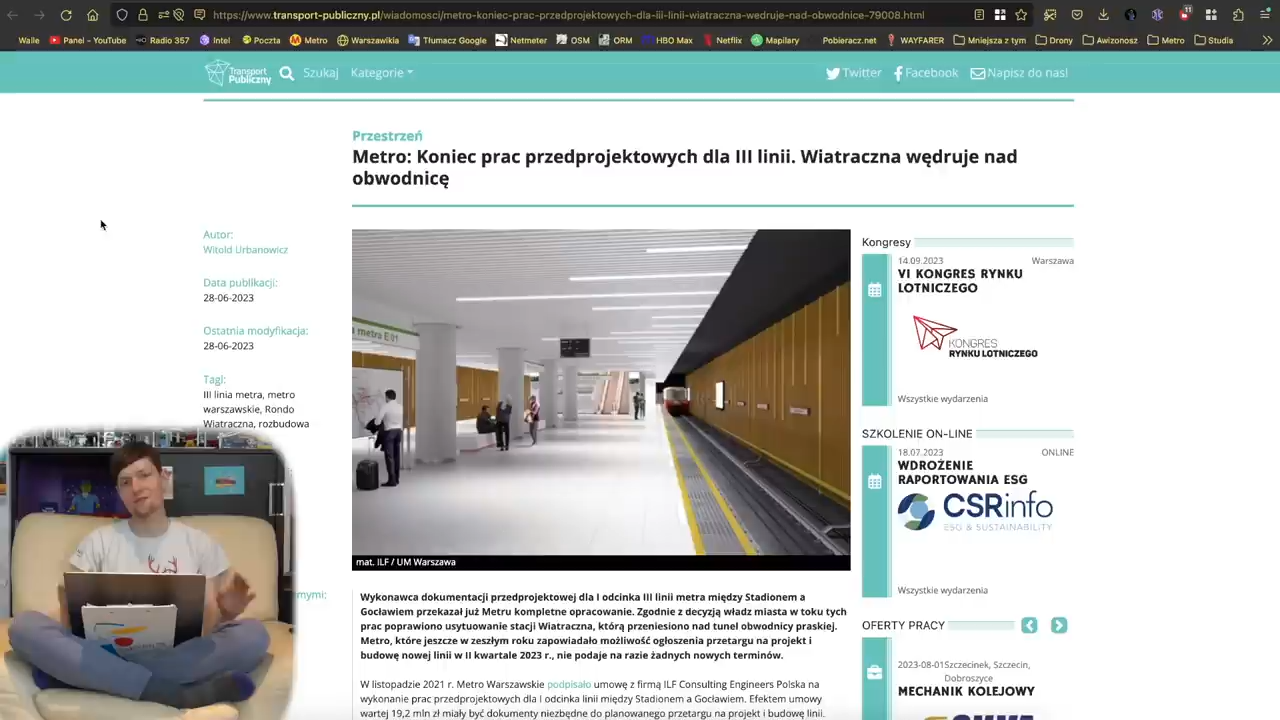 https://www.transport-publiczny.pl/wiadomosci/metro-koniec-prac-przedprojektowych-dla-iii-linii-wiatraczna-wedruje-nad-obwodnice-79008.html
11
Walle Panel - YouTube Radio 357 Intel Poczta Metro Warszawikia Tłumacz Google Netmeter OSM ORM HBO Max Netflix Mapilary Pobieracz.net WAYFARER Mniejsza z tym Drony Awizonosz Metro Studia
Transport Publiczny Szukaj Kategorie Twitter Facebook Napisz do nas!
Przestrzeń
Metro: Koniec prac przedprojektowych dla III linii. Wiatraczna wędruje nad
obwodnicę
Autor:
Witold Urbanowicz
Data publikacji:
28-06-2023
Ostatnia modyfikacja:
28-06-2023
Tagi:
III linia metra, metro
warszawskie, Rondo
Wiatraczna, rozbudowa
nymi:
metra E 01
mat. ILF / UM Warszawa
Wykonawca dokumentacji przedprojektowej dla I odcinka III linii metra między Stadionem a
Gocławiem przekazał już Metru kompletne opracowanie. Zgodnie z decyzją władz miasta w toku tych
prac poprawiono usytuowanie stacji Wiatraczna, którą przeniesiono nad tunel obwodnicy praskiej.
Metro, które jeszcze w zeszłym roku zapowiadało możliwość ogłoszenia przetargu na projekt i
budowę nowej linii w II kwartale 2023 r., nie podaje na razie żadnych nowych terminów.
W listopadzie 2021 r. Metro Warszawskie podpisało umowę z firmą ILF Consulting Engineers Polska na
wykonanie prac przedprojektowych dla I odcinka III linii między Stadionem a Gocławiem. Efektem umowy
wartej 19,2 mln zł miały być dokumenty niezbędne do planowanego przetargu na projekt i budowę linii.
Kongresy
14.09.2023 Warszawa
VI KONGRES RYNKU
LOTNICZEGO
KONGRES
RYNKU LOTNICZEGO
Wszystkie wydarzenia
SZKOLENIE ON-LINE
18.07.2023 ONLINE
WDROŻENIE
RAPORTOWANIA ESG
CSRinfo
ESG & SUSTAINABILITY
Wszystkie wydarzenia
OFERTY PRACY
2023-08-01Szczecinek, Szczecin,
Dobroszyce
MECHANIK KOLEJOWY